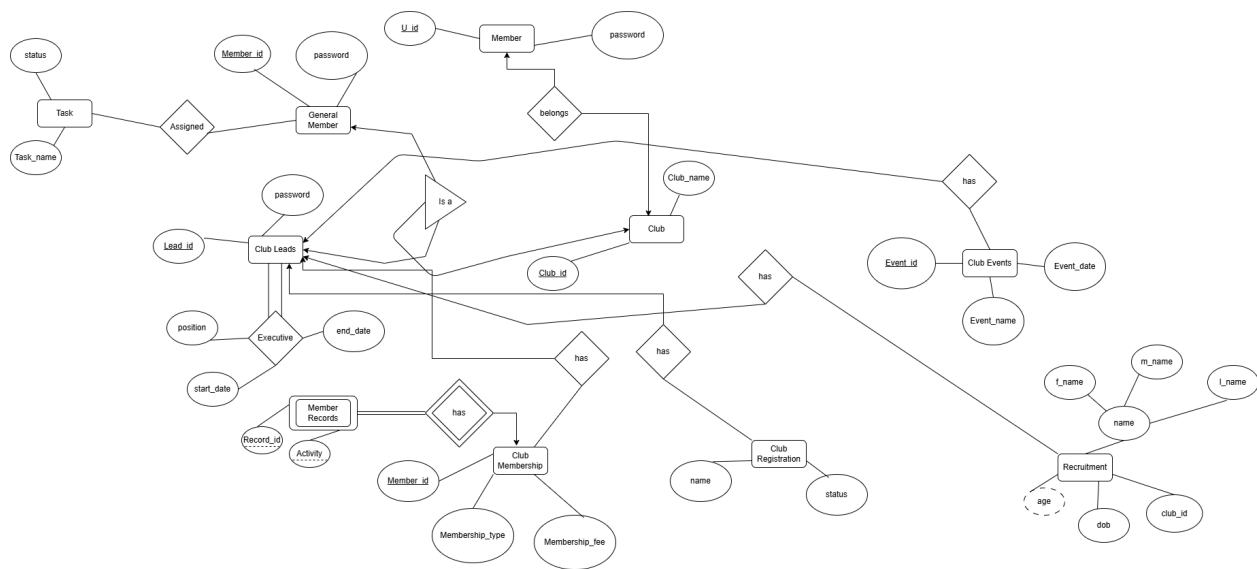 U_id
Member
password
status
Member_id
password
Task
General
Member
Assigned
belongs
Task_name
Club_name
has
password
Is a
Club
Lead_id
Club Leads
Club_id
has
Event_id
Club Events
Event_date
Event_name
position
Executive
end_date
has
has
start_date
m_name
f_name
l_name
name
Member
Records
has
Record_id
Activity
Club
Membership
Club
Registration
Recruitment
Member_id
name
status
age
club_id
dob
Membership_type
Membership_fee